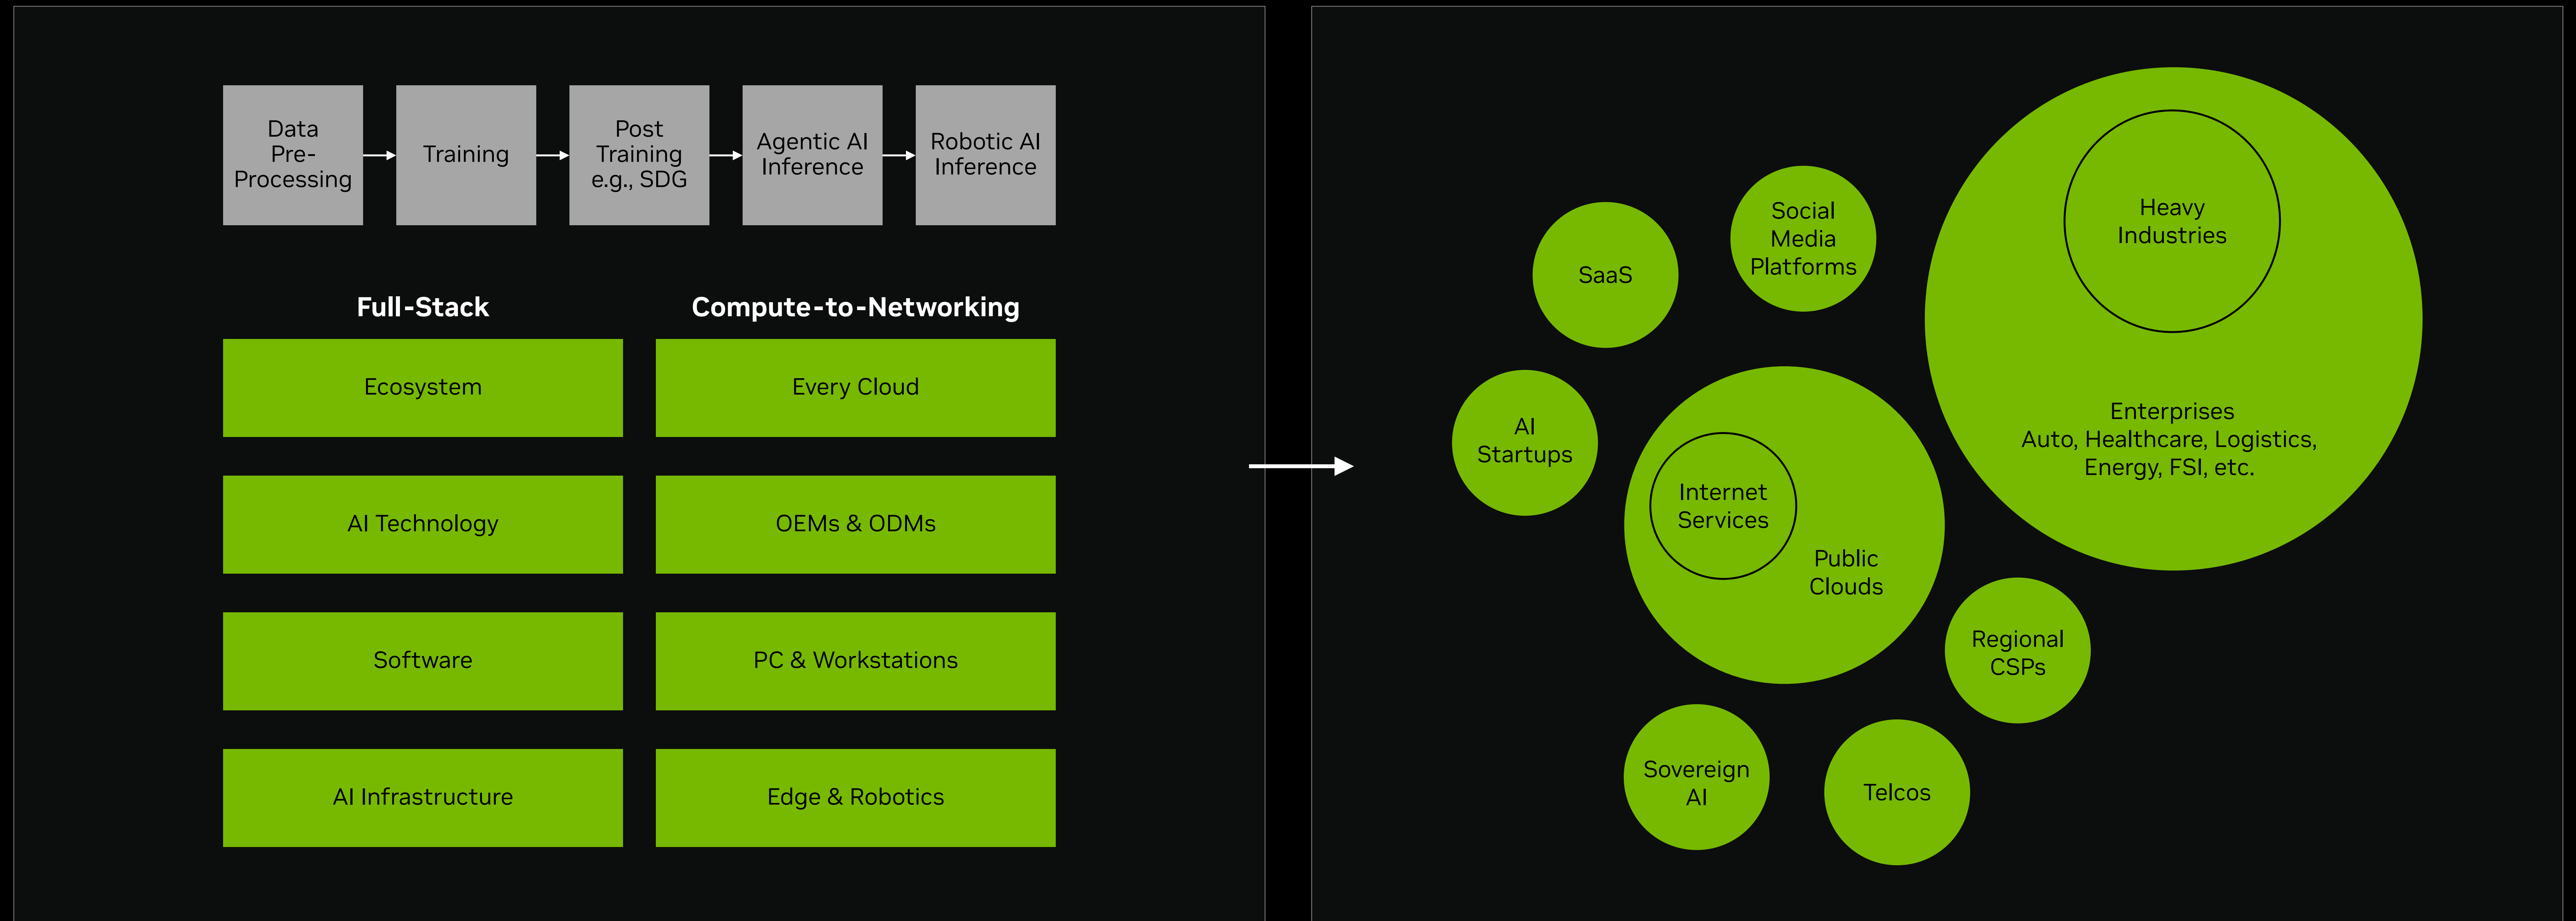 Data
Pre-
Processing
Training
Post
Training
e.g., SDG
Agentic AI
Inference
Robotic AI
Inference
Full-Stack
Compute-to-Networking
Ecosystem
Every Cloud
AI Technology
OEMs & ODMs
Software
PC & Workstations
AI Infrastructure
Edge & Robotics
SaaS
Social
Media
Platforms
Heavy
Industries
Enterprises
Auto, Healthcare, Logistics,
Energy, FSI, etc.
AI
Startups
Internet
Services
Public
Clouds
Regional
CSPs
Sovereign
AI
Telcos